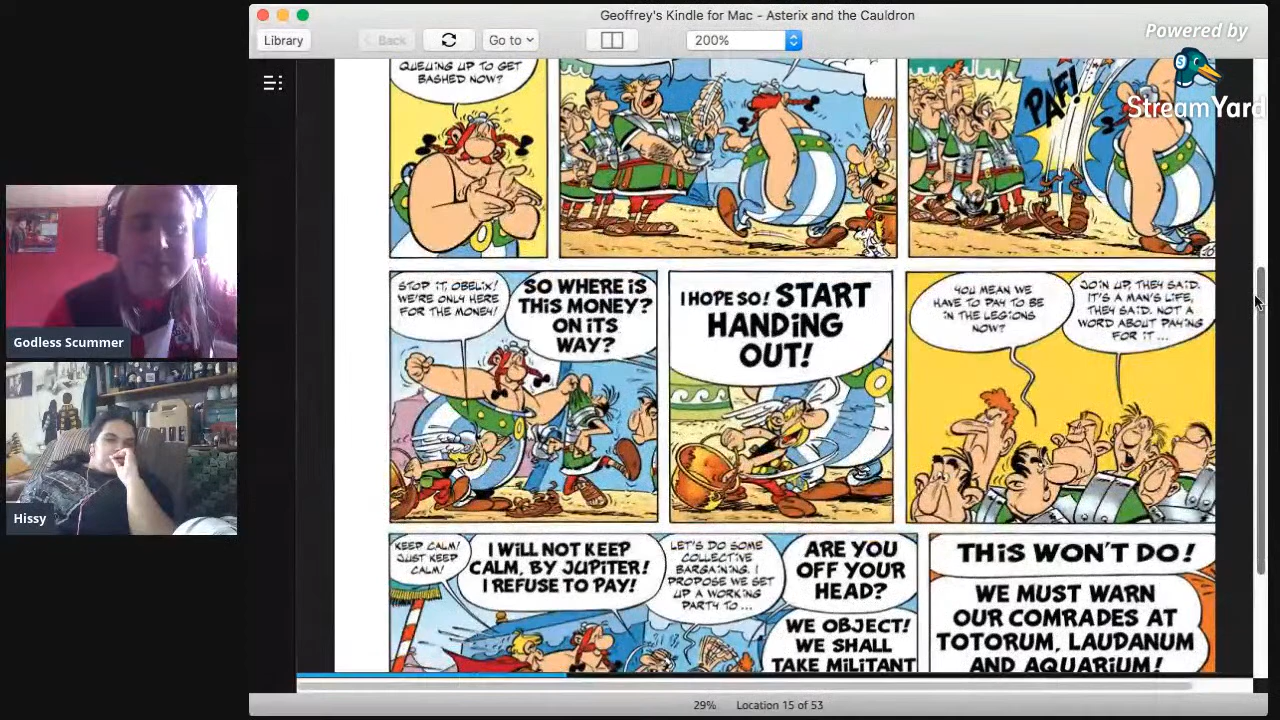 Geoffrey's Kindle for Mac - Asterix and the Cauldron
Library
Back
Go to
200%
Powered by
StreamYard
QUEUING UP TO GET
BASHED NOW?
PAF!
STOP IT, OBELIX!
WE'RE ONLY HERE
FOR THE MONEY!
SO WHERE IS
THIS MONEY?
ON ITS
WAY?
I HOPE SO! START
HANDING
OUT!
YOU MEAN WE
HAVE TO PAY TO BE
IN THE LEGIONS
NOW?
JOIN UP, THEY SAID.
IT'S A MAN'S LIFE,
THEY SAID. NOT A
WORD ABOUT PAYING
FOR IT ...
KEEP CALM!
JUST KEEP
CALM!
I WILL NOT KEEP
CALM, BY JUPITER!
I REFUSE TO PAY!
LET'S DO SOME
COLLECTIVE
BARGAINING. I
PROPOSE WE SET
UP A WORKING
PARTY TO ...
ARE YOU
OFF YOUR
HEAD?
WE OBJECT!
WE SHALL
TAKE MILITANT
THIS WON'T DO!
WE MUST WARN
OUR COMRADES AT
TOTORUM, LAUDANUM
AND AQUARIUM!
Godless Scummer
Hissy
29%
Location 15 of 53